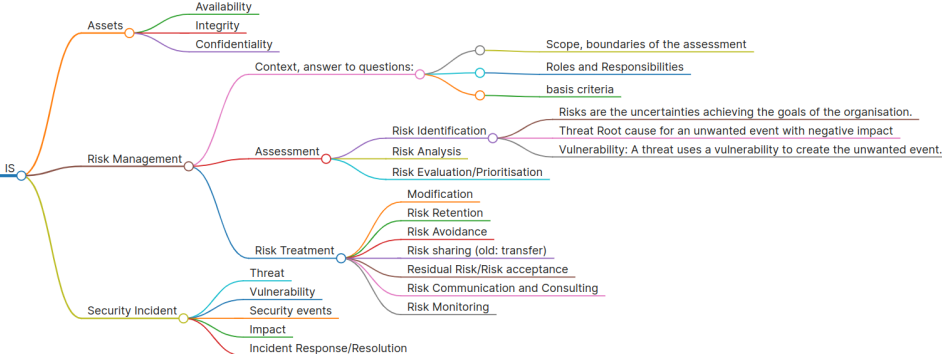 IS
Assets
Availability
Integrity
Confidentiality
Risk Management
Context, answer to questions:
Scope, boundaries of the assessment
Roles and Responsibilities
basis criteria
Assessment
Risk Identification
Risks are the uncertainties achieving the goals of the organisation.
Threat Root cause for an unwanted event with negative impact
Vulnerability: A threat uses a vulnerability to create the unwanted event.
Risk Analysis
Risk Evaluation/Prioritisation
Risk Treatment
Modification
Risk Retention
Risk Avoidance
Risk sharing (old: transfer)
Residual Risk/Risk acceptance
Risk Communication and Consulting
Risk Monitoring
Security Incident
Threat
Vulnerability
Security events
Impact
Incident Response/Resolution